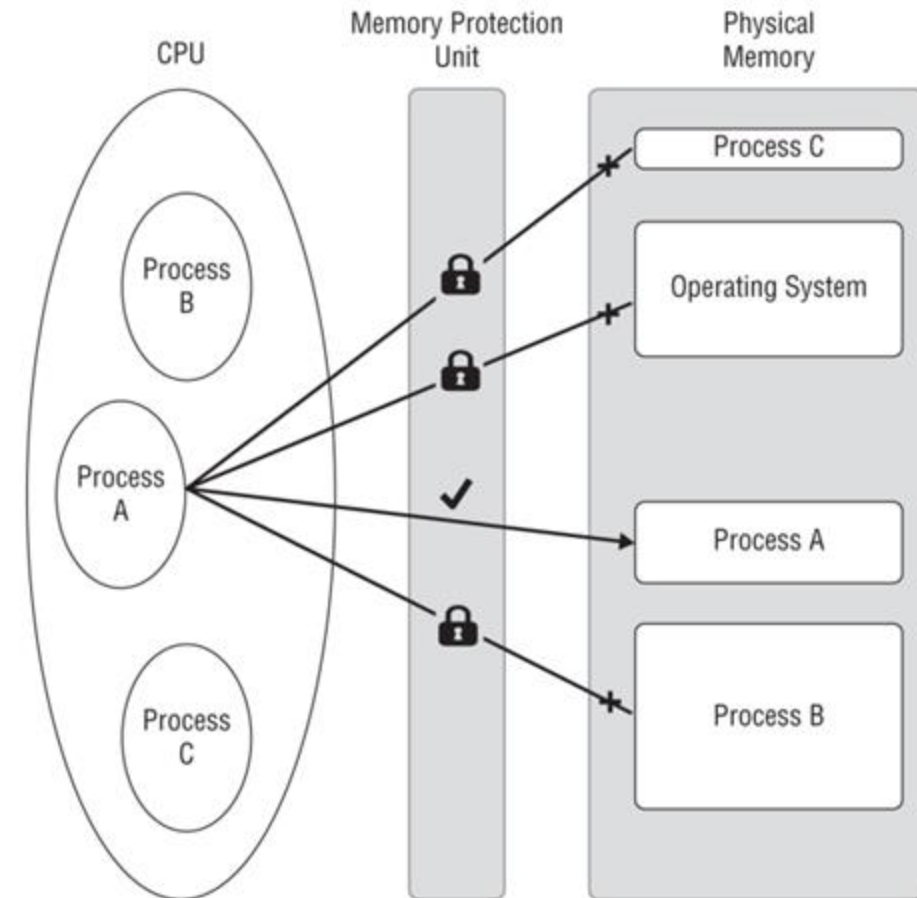 CPU
Memory Protection
Unit
Physical
Memory
Process
B
Process
A
Process
C
Process C
Operating System
Process A
Process B